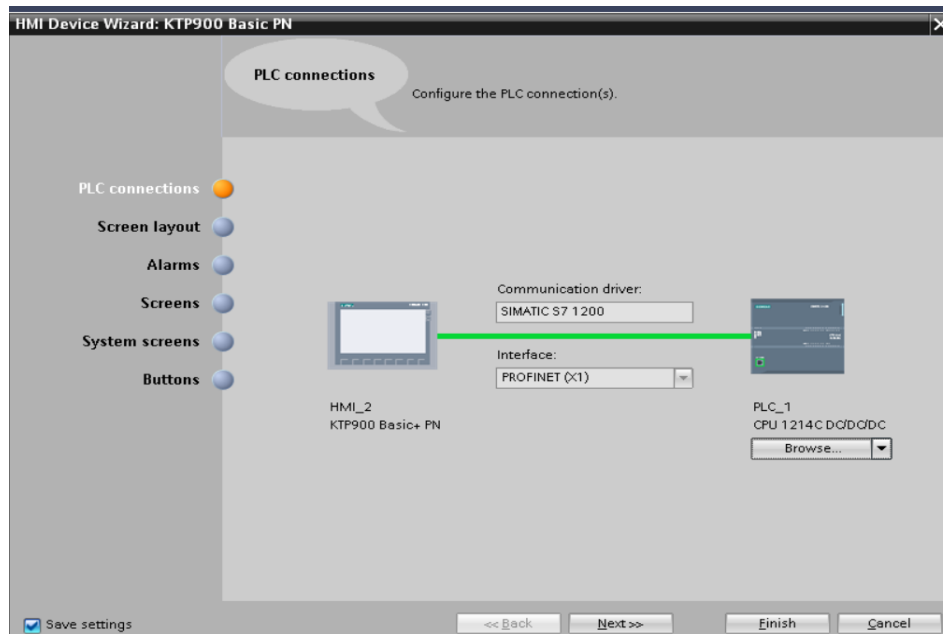 HMI Device Wizard: KTP900 Basic PN
PLC connections
Configure the PLC connection(s).
PLC connections
Screen layout
Alarms
Screens
System screens
Buttons
Communication driver:
SIMATIC S7 1200
Interface:
PROFINET (X1)
HMI_2
KTP900 Basic+ PN
PLC_1
CPU 1214C DC/DC/DC
Browse...
Save settings
<< Back
Next >>
Finish
Cancel